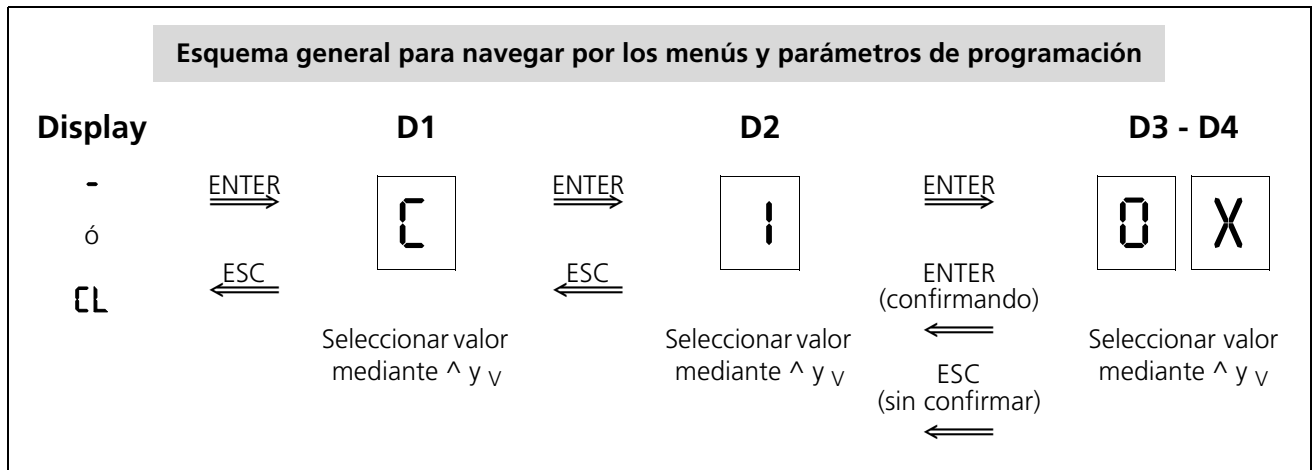 Esquema general para navegar por los menús y parámetros de programación
Display D1 D2 D3 - D4
-
ó
CL
ENTER
ESC
C
Seleccionar valor
mediante ^ y v
ENTER
ESC
1
Seleccionar valor
mediante ^ y v
ENTER
ENTER
(confirmando)
ESC
(sin confirmar)
0 X
Seleccionar valor
mediante ^ y v